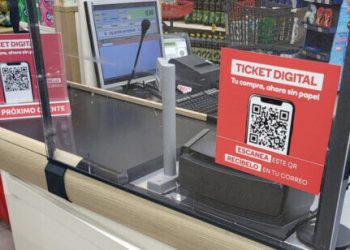 TICKET DIGITAL
PRÓXIMO CLIENTE
TICKET DIGITAL
Tu compra, ahora sin papel
ESCANEA ESTE QR
RECÍBELO EN TU CORREO